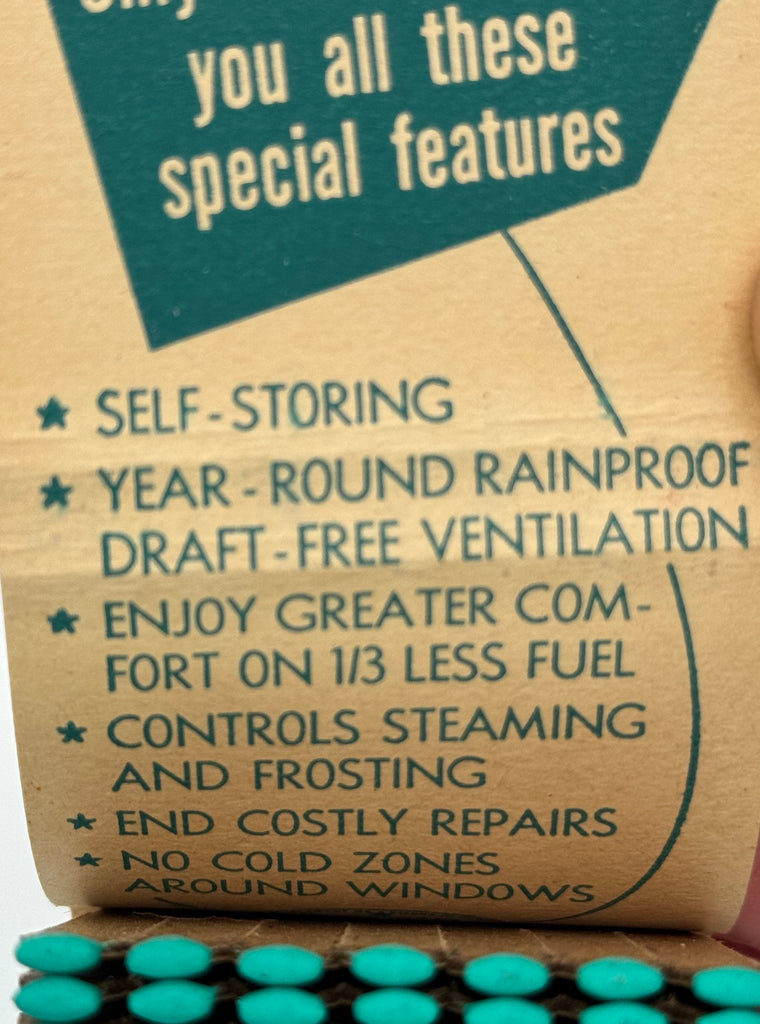 you all these
special features
★ SELF-STORING
★ YEAR-ROUND RAINPROOF
DRAFT-FREE VENTILATION
★ ENJOY GREATER COM-
FORT ON 1/3 LESS FUEL
★ CONTROLS STEAMING
AND FROSTING
★ END COSTLY REPAIRS
★ NO COLD ZONES
AROUND WINDOWS